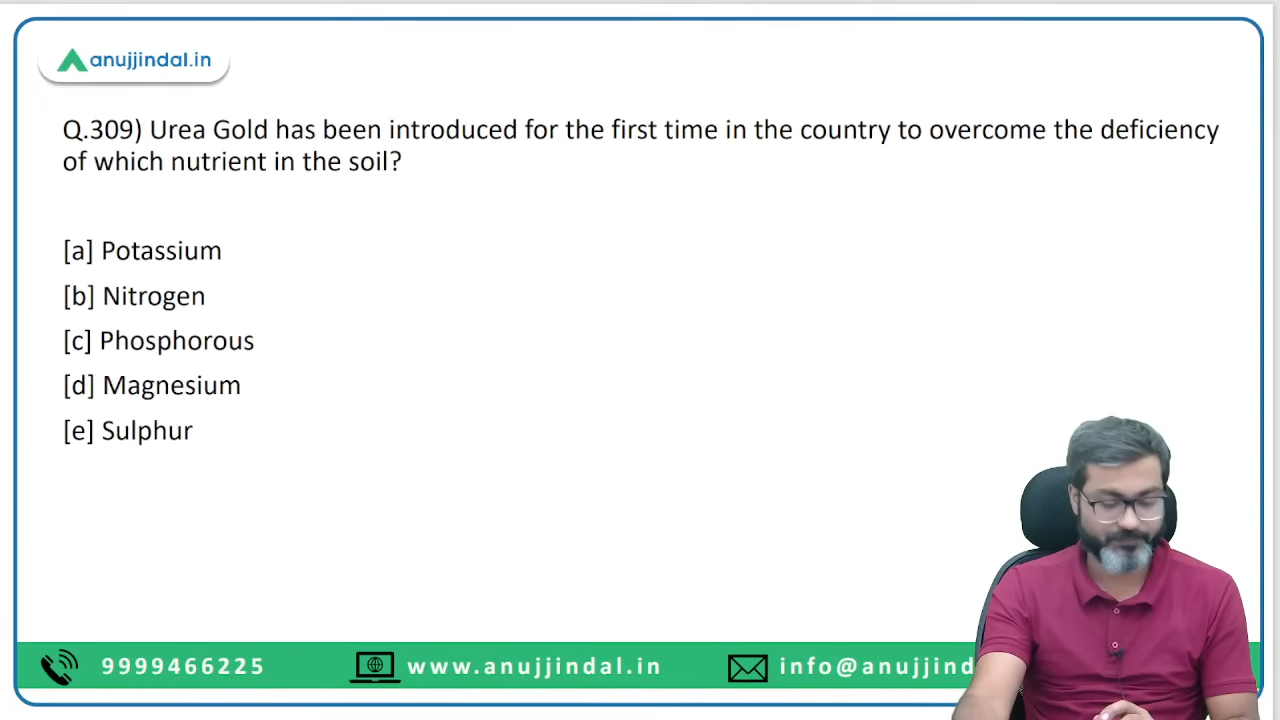 anujjindal.in
Q.309) Urea Gold has been introduced for the first time in the country to overcome the deficiency
of which nutrient in the soil?
[a] Potassium
[b] Nitrogen
[c] Phosphorous
[d] Magnesium
[e] Sulphur
9999466225 www.anujjindal.in info@anujjind